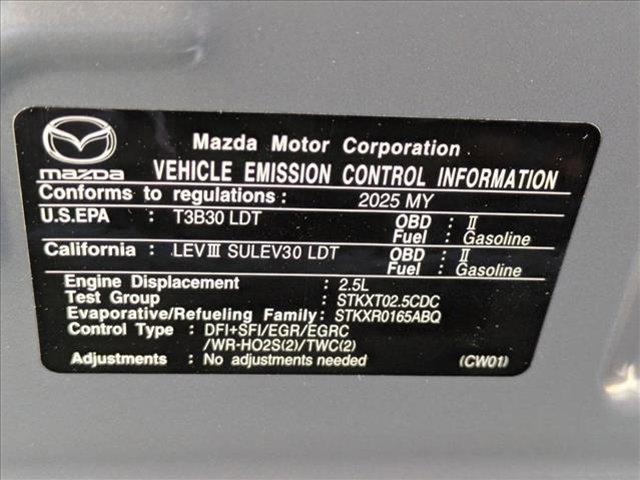 Mazda Motor Corporation
mazda VEHICLE EMISSION CONTROL INFORMATION
Conforms to regulations : 2025 MY
U.S.EPA : T3B30 LDT OBD : II
Fuel : Gasoline
California : LEVIII SULEV30 LDT OBD : II
Fuel : Gasoline
Engine Displacement : 2.5L
Test Group : STKXT02.5CDC
Evaporative/Refueling Family: STKXR0165ABQ
Control Type : DFI+SFI/EGR/EGRC
/WR-HO2S(2)/TWC(2)
Adjustments : No adjustments needed (CW01)